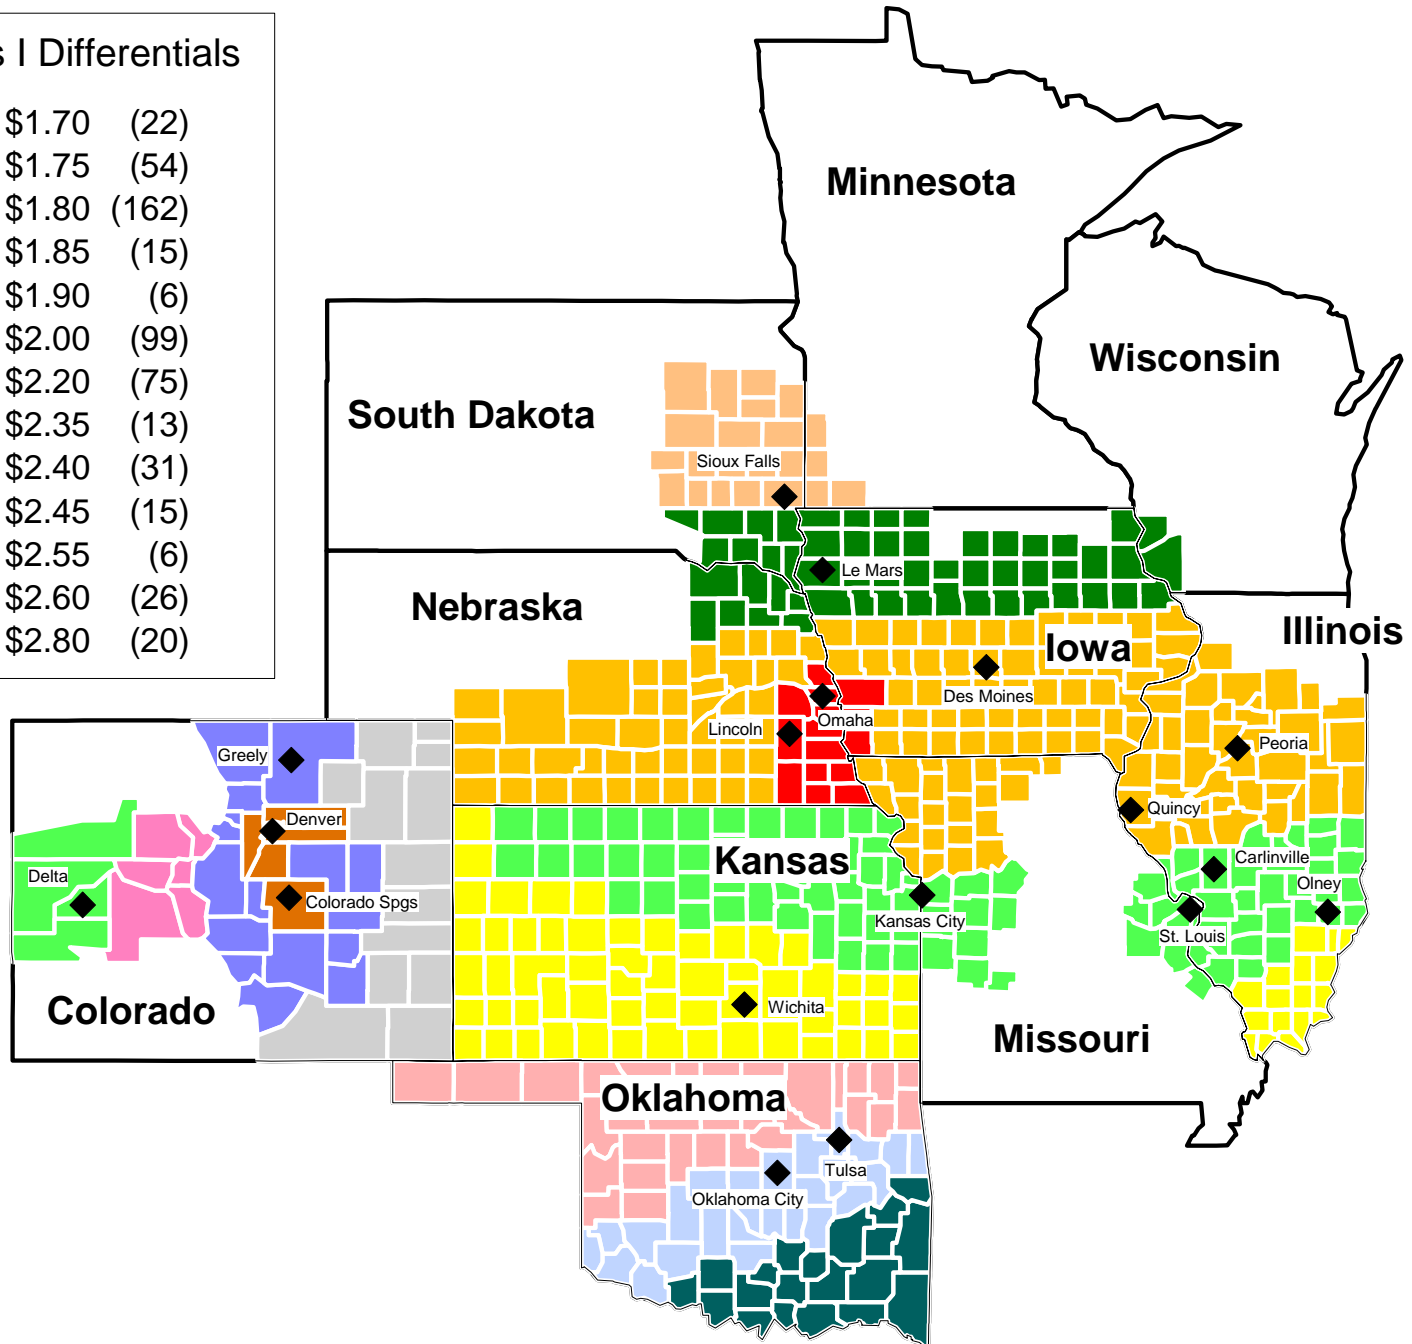 s I Differentials
$1.70 (22)
$1.75 (54)
$1.80 (162)
$1.85 (15)
$1.90 (6)
$2.00 (99)
$2.20 (75)
$2.35 (13)
$2.40 (31)
$2.45 (15)
$2.55 (6)
$2.60 (26)
$2.80 (20)
Minnesota
Wisconsin
South Dakota
Sioux Falls
Le Mars
Nebraska
Iowa
Illinois
Des Moines
Omaha
Lincoln
Peoria
Greely
Quincy
Denver
Kansas
Carlinville
Delta
Olney
Colorado Spgs
Kansas City
St. Louis
Colorado
Wichita
Missouri
Oklahoma
Tulsa
Oklahoma City